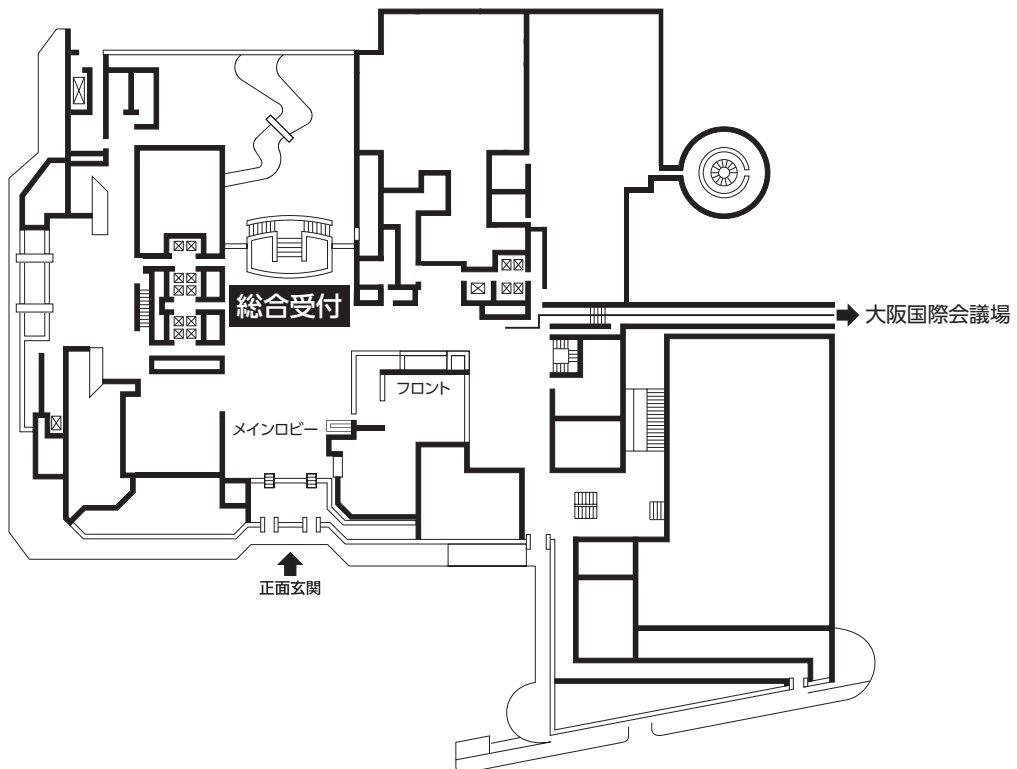 総合受付
大阪国際会議場
フロント
メインロビー
正面玄関